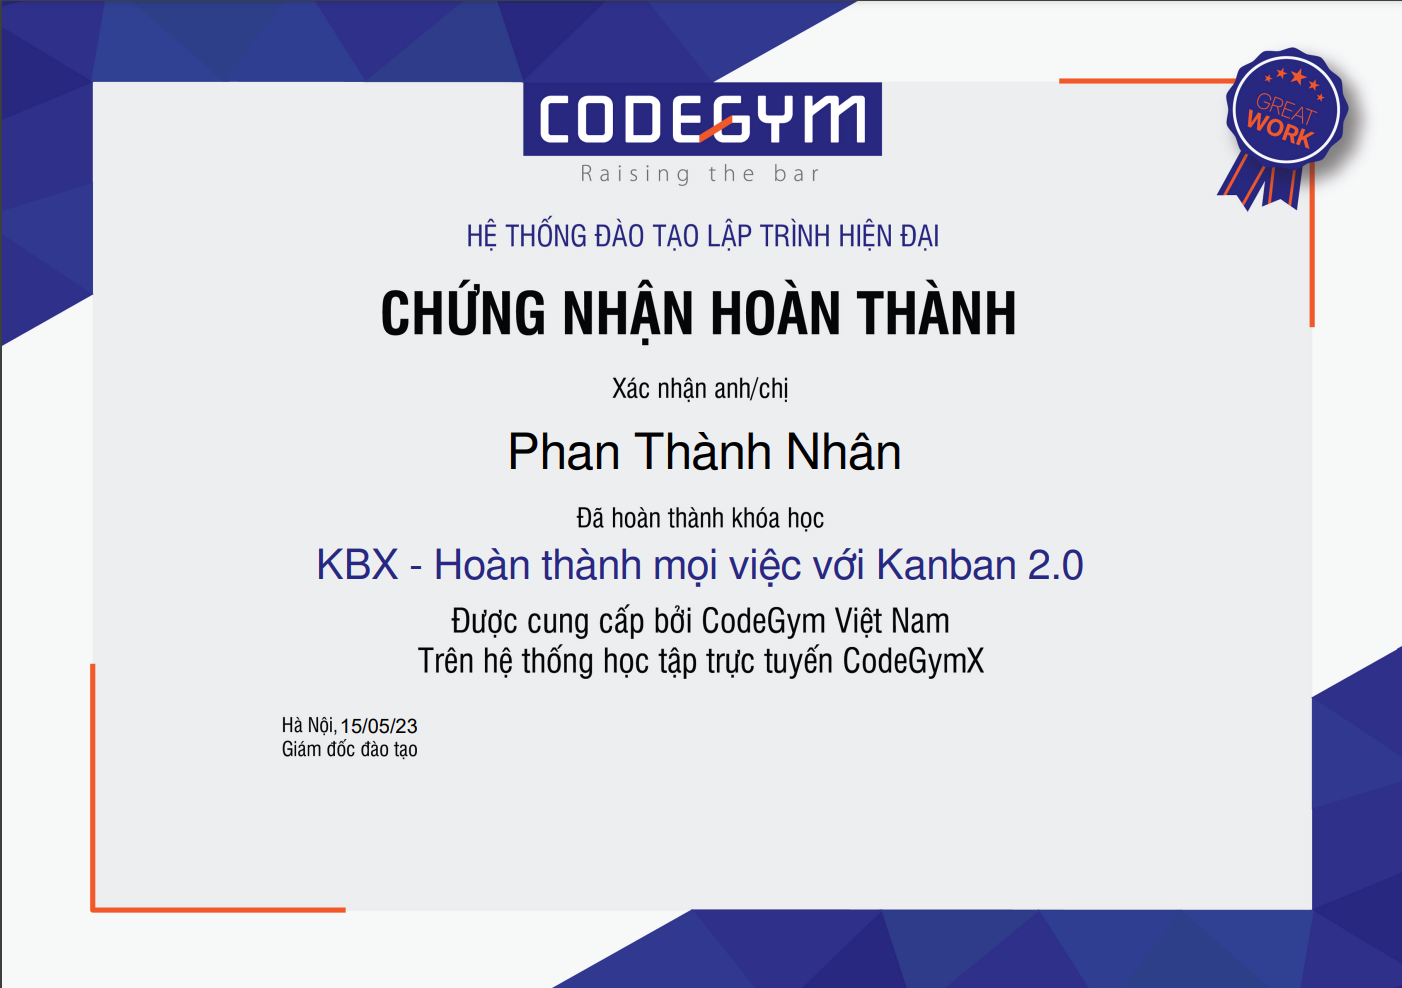 CODEGYM
Raising the bar
GREAT
WORK
HỆ THỐNG ĐÀO TẠO LẬP TRÌNH HIỆN ĐẠI
CHỨNG NHẬN HOÀN THÀNH
Xác nhận anh/chị
Phan Thành Nhân
Đã hoàn thành khóa học
KBX - Hoàn thành mọi việc với Kanban 2.0
Được cung cấp bởi CodeGym Việt Nam
Trên hệ thống học tập trực tuyến CodeGymX
Hà Nội, 15/05/23
Giám đốc đào tạo